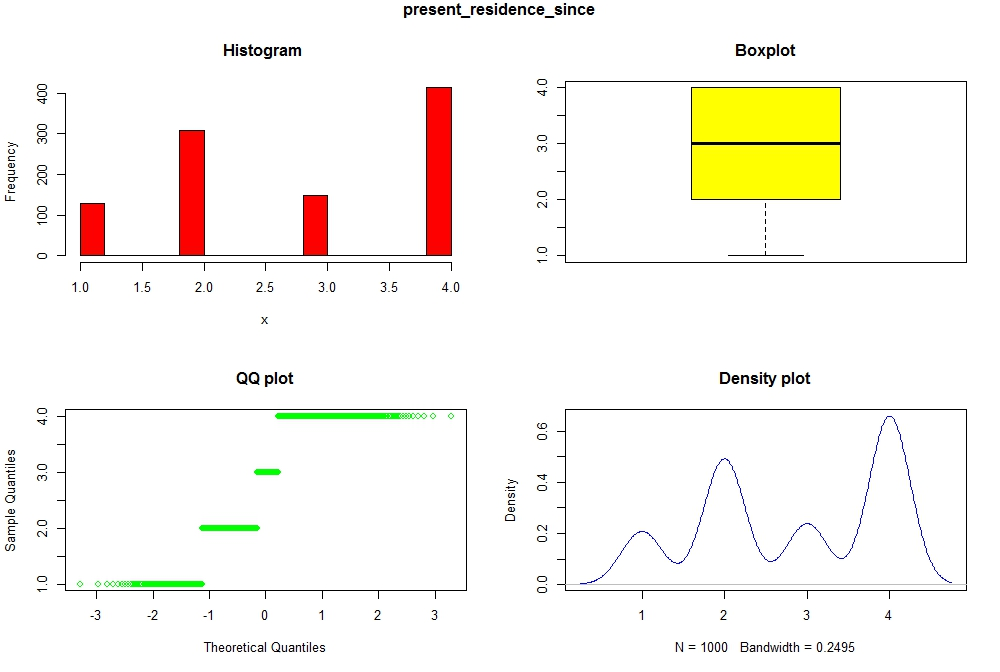 present_residence_since
Histogram
Frequency
0 100 200 300 400
1.0 1.5 2.0 2.5 3.0 3.5 4.0
x
Boxplot
1.0 2.0 3.0 4.0
QQ plot
Sample Quantiles
1.0 2.0 3.0 4.0
-3 -2 -1 0 1 2 3
Theoretical Quantiles
Density plot
Density
0.0 0.2 0.4 0.6
1 2 3 4
N = 1000 Bandwidth = 0.2495